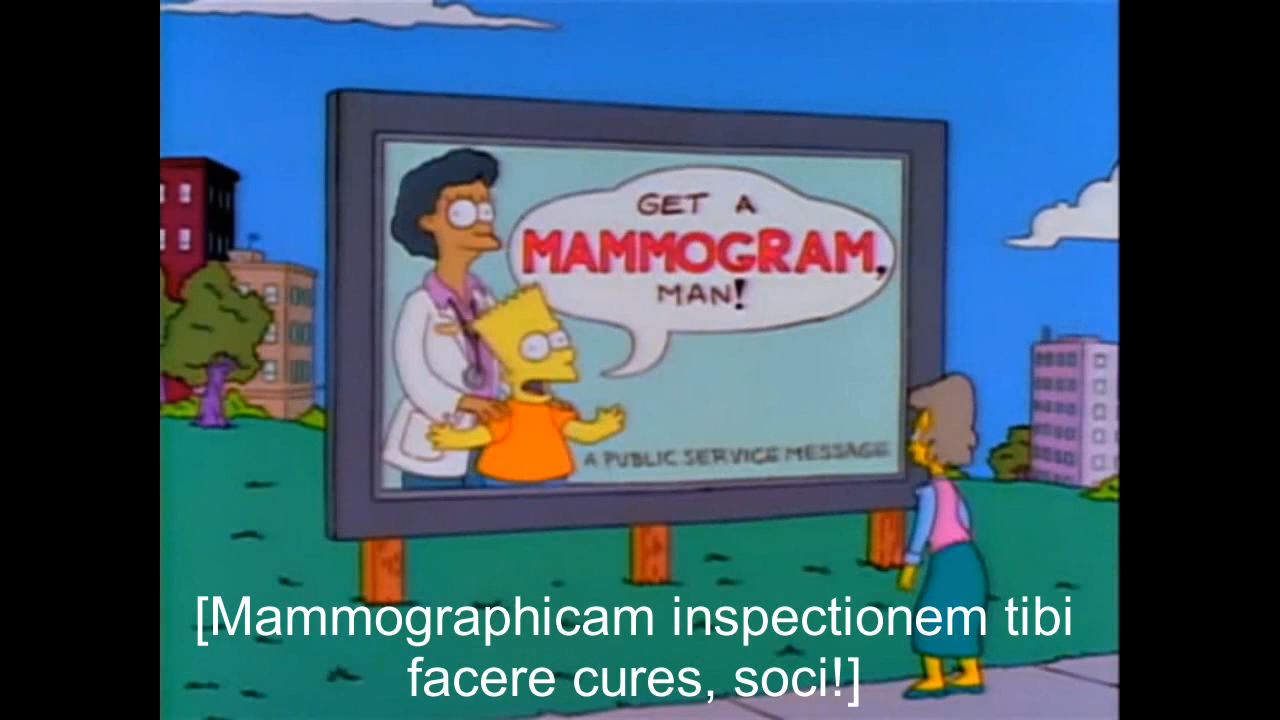 GET A
MAMMOGRAM,
MAN!
A PUBLIC SERVICE MESSAGE
[Mammographicam inspectionem tibi
facere cures, soci!]